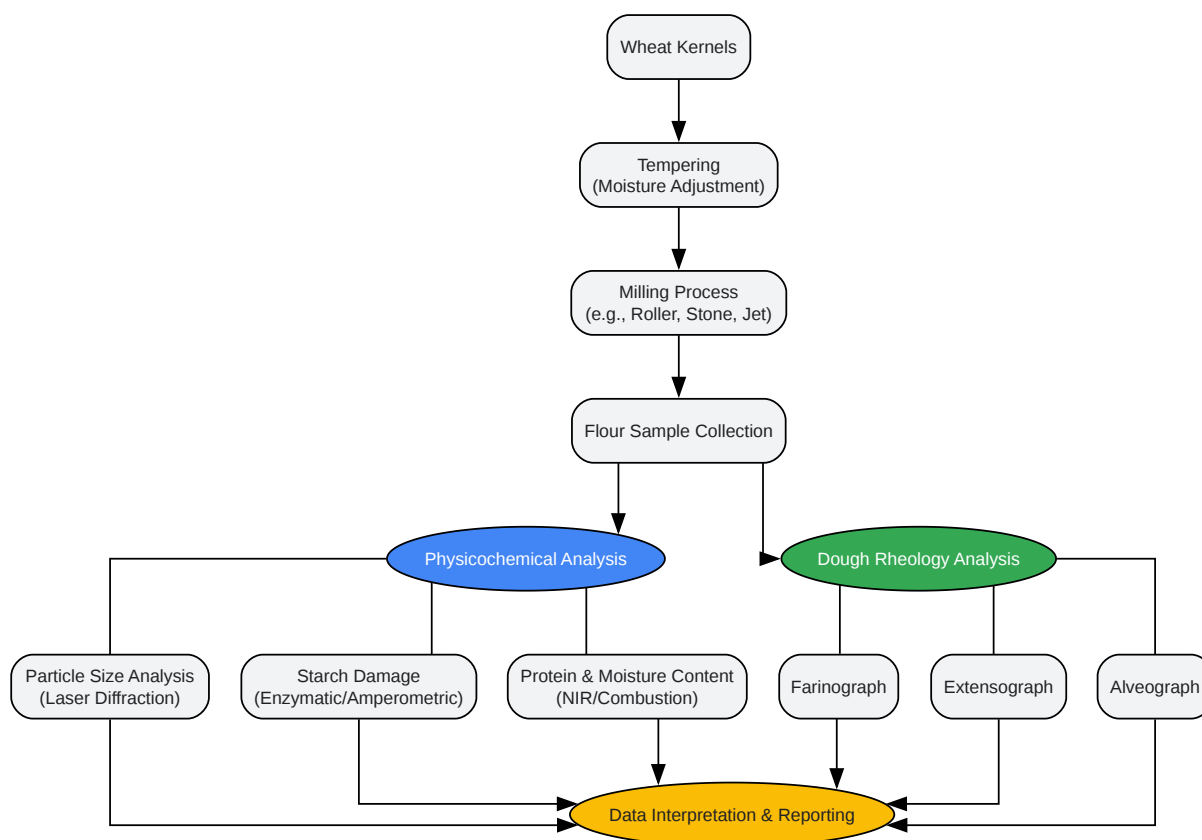 Wheat Kernels
Tempering
(Moisture Adjustment)
Milling Process
(e.g., Roller, Stone, Jet)
Flour Sample Collection
Physicochemical Analysis
Dough Rheology Analysis
Particle Size Analysis
(Laser Diffraction)
Starch Damage
(Enzymatic/Amperometric)
Protein & Moisture Content
(NIR/Combustion)
Farinograph
Extensograph
Alveograph
Data Interpretation & Reporting